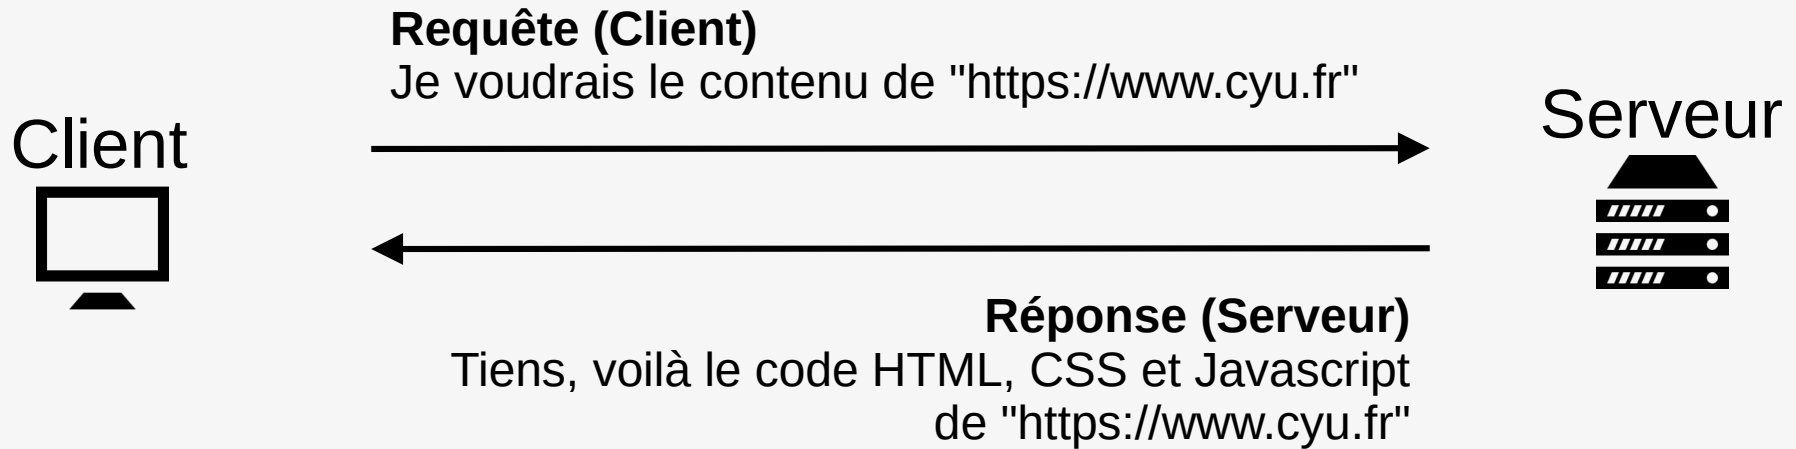 Requête (Client)
Je voudrais le contenu de "https://www.cyu.fr"
Client
Serveur
Réponse (Serveur)
Tiens, voilà le code HTML, CSS et Javascript
de "https://www.cyu.fr"